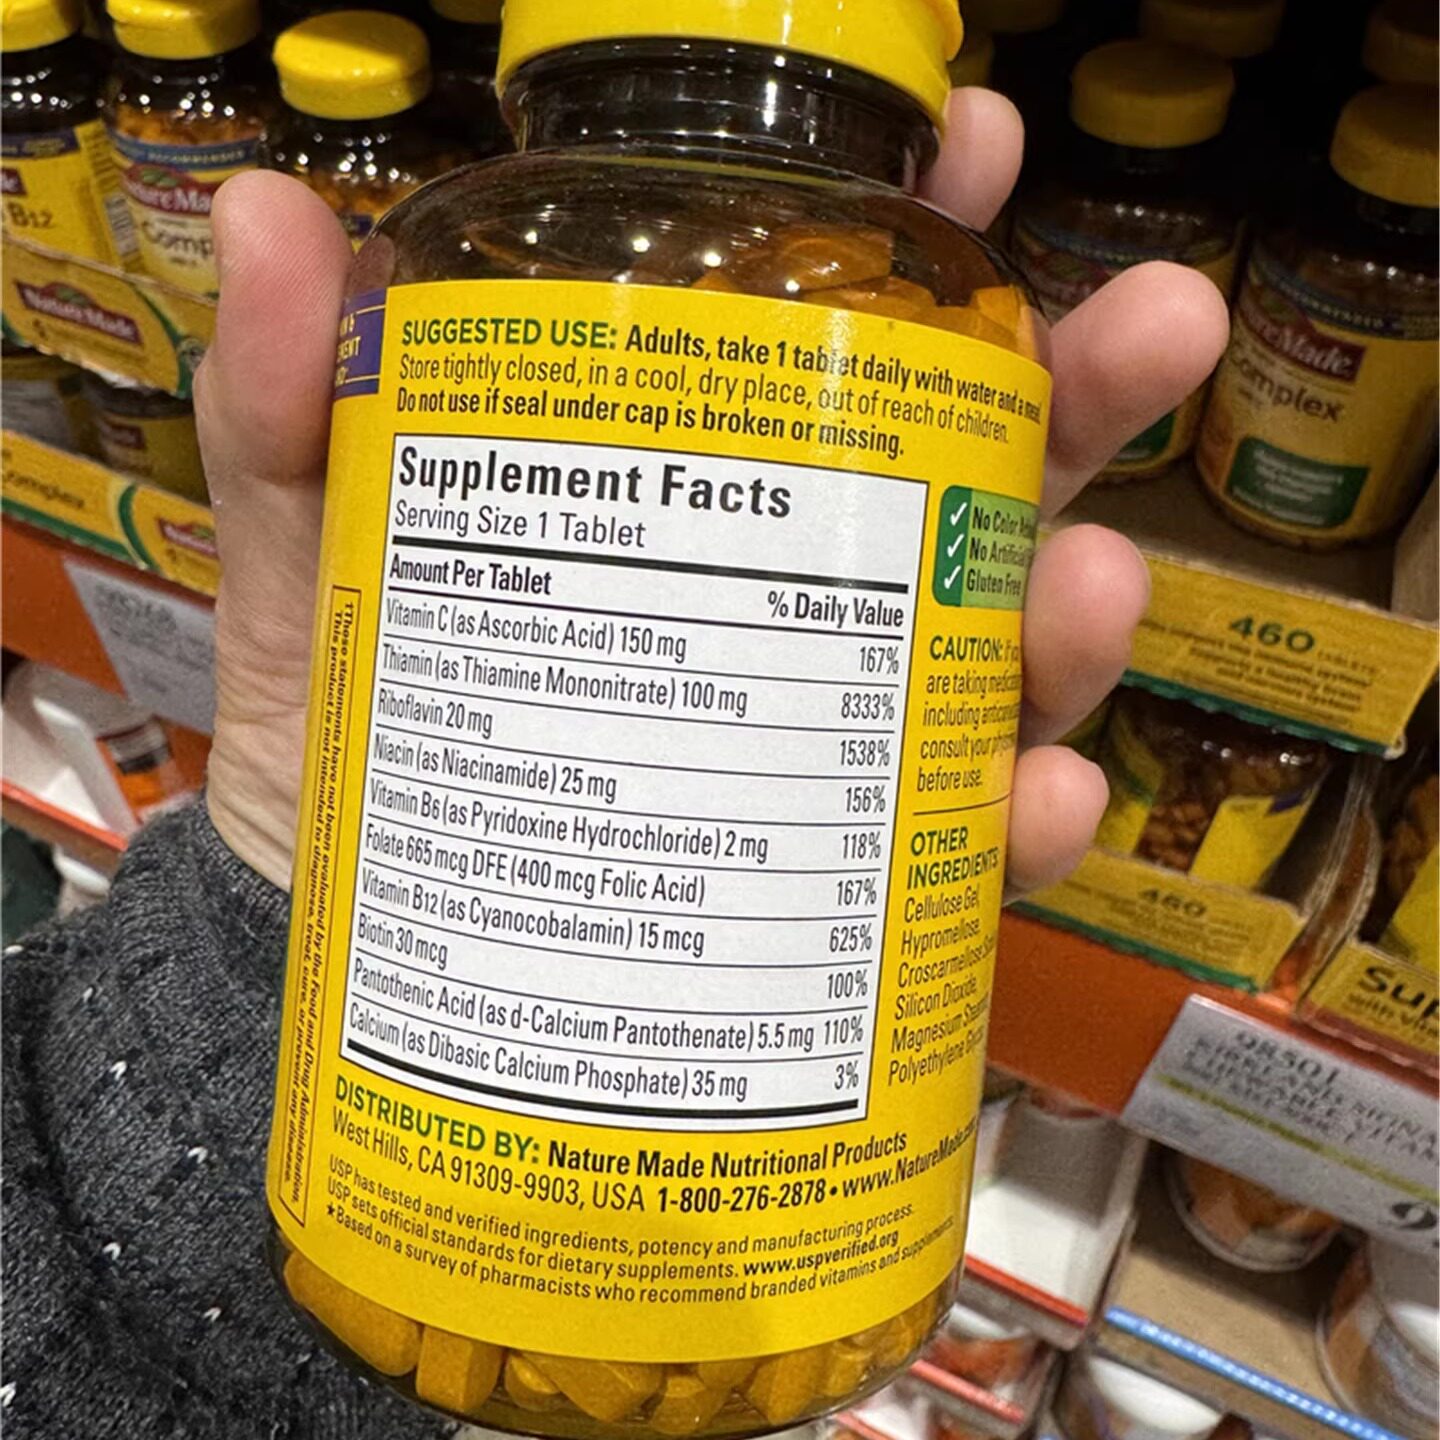 SUGGESTED USE: Adults, take 1 tablet daily with water and a meal.
Store tightly closed, in a cool, dry place, out of reach of children.
Do not use if seal under cap is broken or missing.
Supplement Facts
Serving Size 1 Tablet
Amount Per Tablet % Daily Value
Vitamin C (as Ascorbic Acid) 150 mg 167%
Thiamin (as Thiamine Mononitrate) 100 mg 8333%
Riboflavin 20 mg 1538%
Niacin (as Niacinamide) 25 mg 156%
Vitamin B6 (as Pyridoxine Hydrochloride) 2 mg 118%
Folate 665 mcg DFE (400 mcg Folic Acid) 167%
Vitamin B12 (as Cyanocobalamin) 15 mcg 625%
Biotin 30 mcg 100%
Pantothenic Acid (as d-Calcium Pantothenate) 5.5 mg 110%
Calcium (as Dibasic Calcium Phosphate) 35 mg 3%
✓ No Color
✓ No Artificial
✓ Gluten Free
CAUTION:
are taking
including
consult your
before use.
OTHER
INGREDIENTS
Cellulose Gel,
Hypromellose,
Croscarmellose
Silicon Dioxide,
Magnesium
Polyethylene
DISTRIBUTED BY: Nature Made Nutritional Products
West Hills, CA 91309-9903, USA 1-800-276-2878 • www.NatureMade
USP has tested and verified ingredients, potency and manufacturing process.
USP sets official standards for dietary supplements. www.uspverified.org
*Based on a survey of pharmacists who recommend branded vitamins and supplements.
††These statements have not been evaluated by the Food and Drug Administration.
This product is not intended to diagnose, treat, cure, or prevent any disease.
B12
Nature Made
460
460